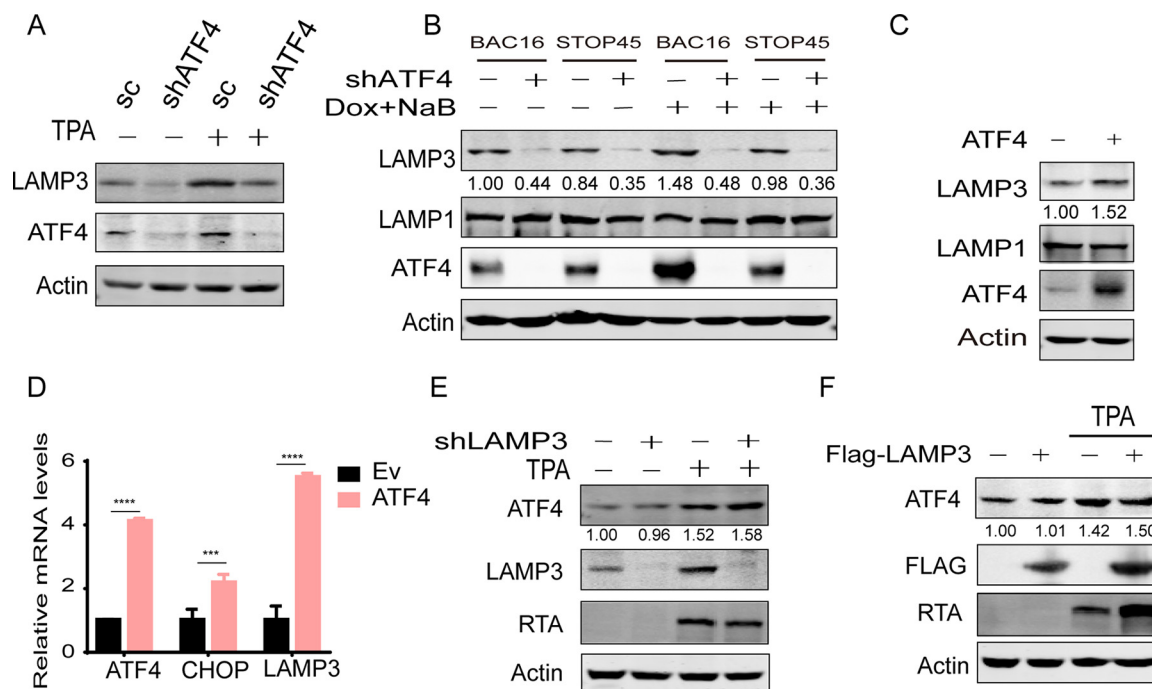 A
sc shATF4 sc shATF4
TPA − − + +
LAMP3
ATF4
Actin
B
BAC16 STOP45 BAC16 STOP45
shATF4 − + − + − + − +
Dox+NaB − − − − + + + +
LAMP3
1.00 0.44 0.84 0.35 1.48 0.48 0.98 0.36
LAMP1
ATF4
Actin
C
ATF4 − +
LAMP3
1.00 1.52
LAMP1
ATF4
Actin
D
Relative mRNA levels
6
4
2
0
**** *** ****
Ev
ATF4
ATF4 CHOP LAMP3
E
shLAMP3 − + − +
TPA − − + +
ATF4
1.00 0.96 1.52 1.58
LAMP3
RTA
Actin
F
TPA
Flag-LAMP3 − + − +
ATF4
1.00 1.01 1.42 1.50
FLAG
RTA
Actin